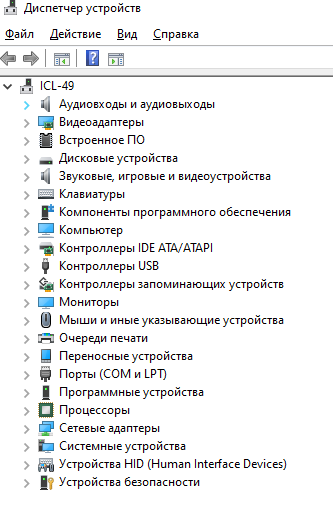 Диспетчер устройств
Файл Действие Вид Справка
ICL-49
Аудиовходы и аудиовыходы
Видеоадаптеры
Встроенное ПО
Дисковые устройства
Звуковые, игровые и видеоустройства
Клавиатуры
Компоненты программного обеспечения
Компьютер
Контроллеры IDE ATA/ATAPI
Контроллеры USB
Контроллеры запоминающих устройств
Мониторы
Мыши и иные указывающие устройства
Очереди печати
Переносные устройства
Порты (COM и LPT)
Программные устройства
Процессоры
Сетевые адаптеры
Системные устройства
Устройства HID (Human Interface Devices)
Устройства безопасности